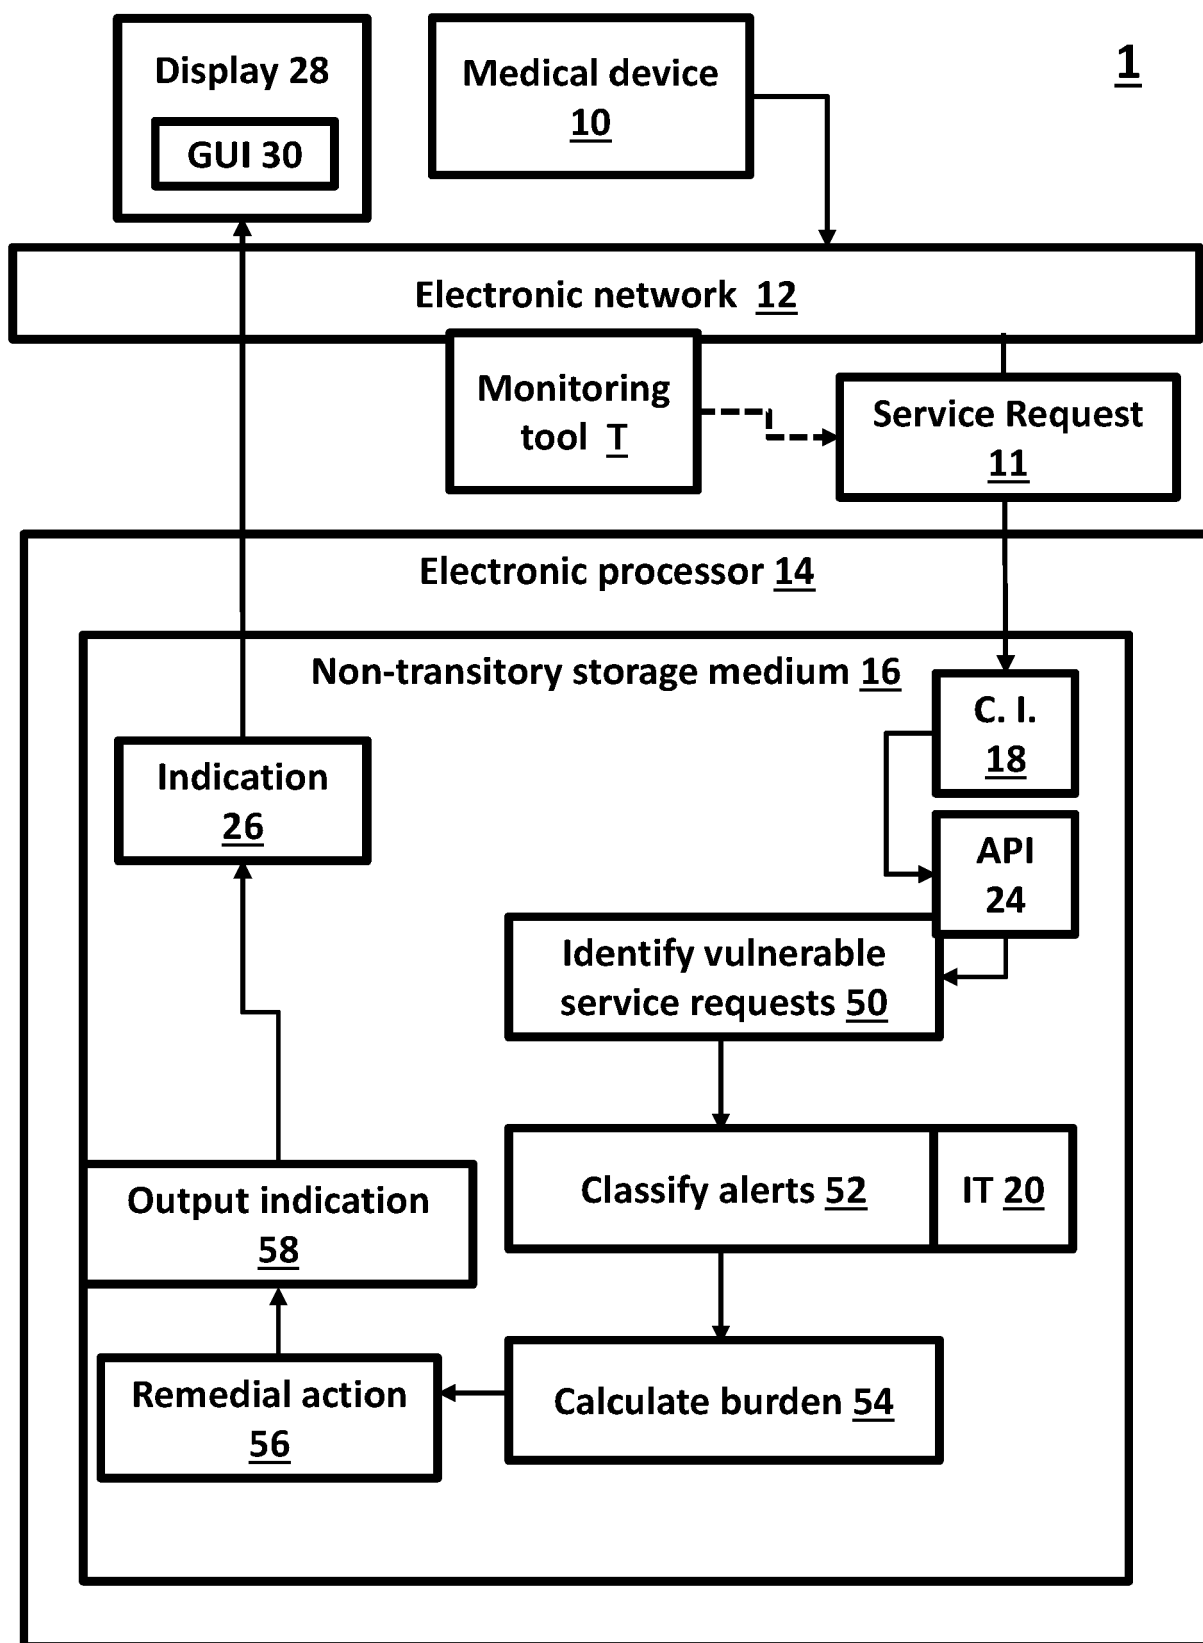 Display 28
GUI 30
Medical device
10
1
Electronic network 12
Monitoring
tool T
Service Request
11
Electronic processor 14
Non-transitory storage medium 16
C. I.
18
Indication
26
API
24
Identify vulnerable
service requests 50
Classify alerts 52
IT 20
Output indication
58
Remedial action
56
Calculate burden 54